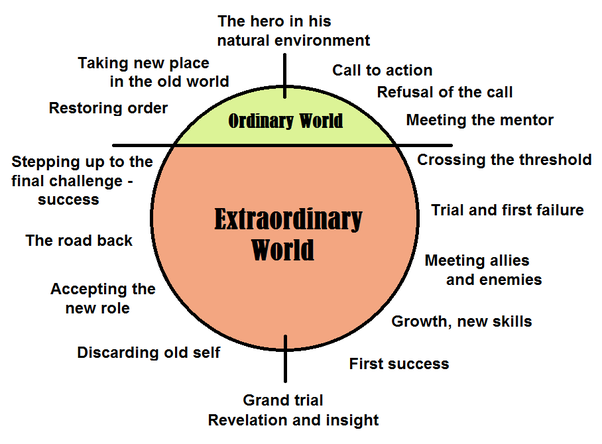 The hero in his
natural environment
Call to action
Refusal of the call
Meeting the mentor
Crossing the threshold
Trial and first failure
Meeting allies
and enemies
Growth, new skills
First success
Grand trial
Revelation and insight
Discarding old self
Accepting the
new role
The road back
Stepping up to the
final challenge -
success
Restoring order
Taking new place
in the old world
Ordinary World
Extraordinary
World